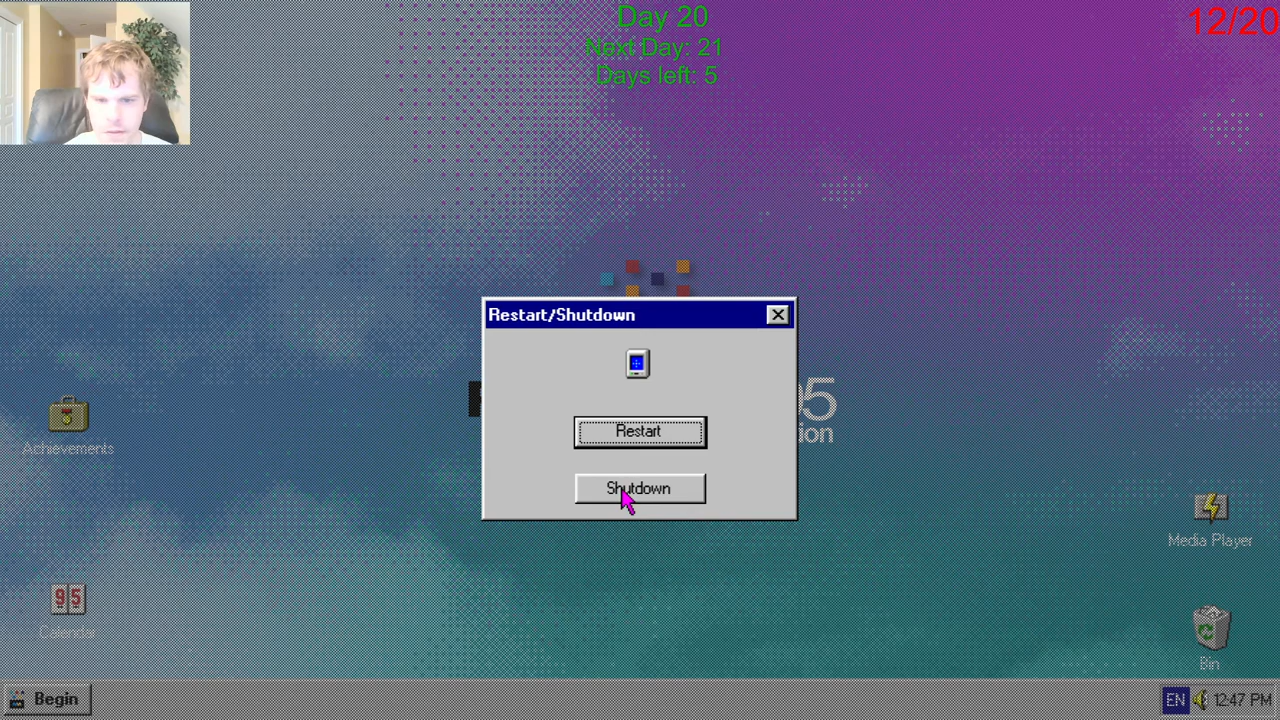 Day 20
Next Day: 21
Days left: 5
12/20
Restart/Shutdown
Restart
Shutdown
Achievements
Calendar
95
Media Player
Bin
Begin
EN
12:47 PM